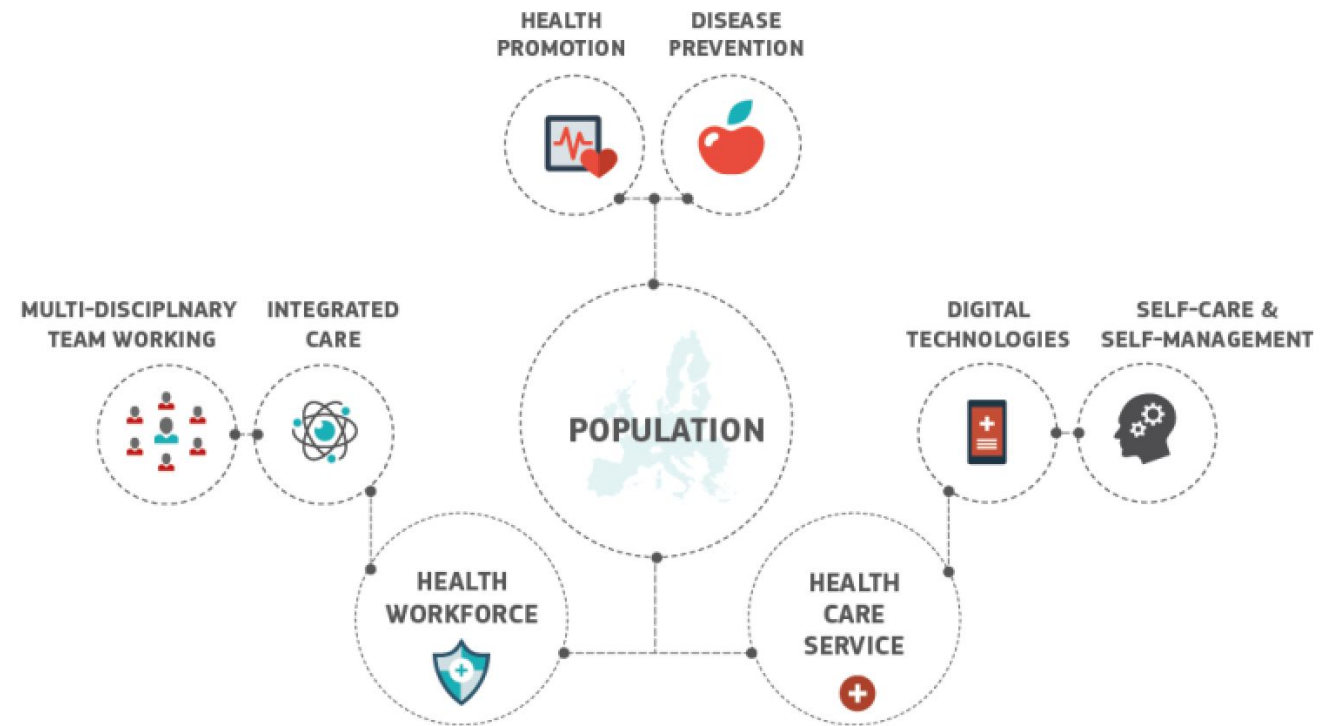 HEALTH
PROMOTION
DISEASE
PREVENTION
MULTI-DISCIPLNARY
TEAM WORKING
INTEGRATED
CARE
DIGITAL
TECHNOLOGIES
SELF-CARE &
SELF-MANAGEMENT
POPULATION
HEALTH
WORKFORCE
HEALTH
CARE
SERVICE